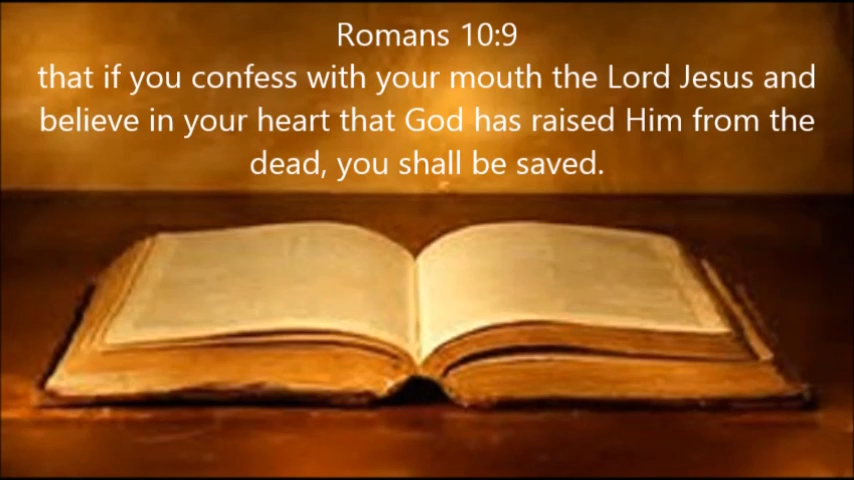 Romans 10:9
that if you confess with your mouth the Lord Jesus and
believe in your heart that God has raised Him from the
dead, you shall be saved.